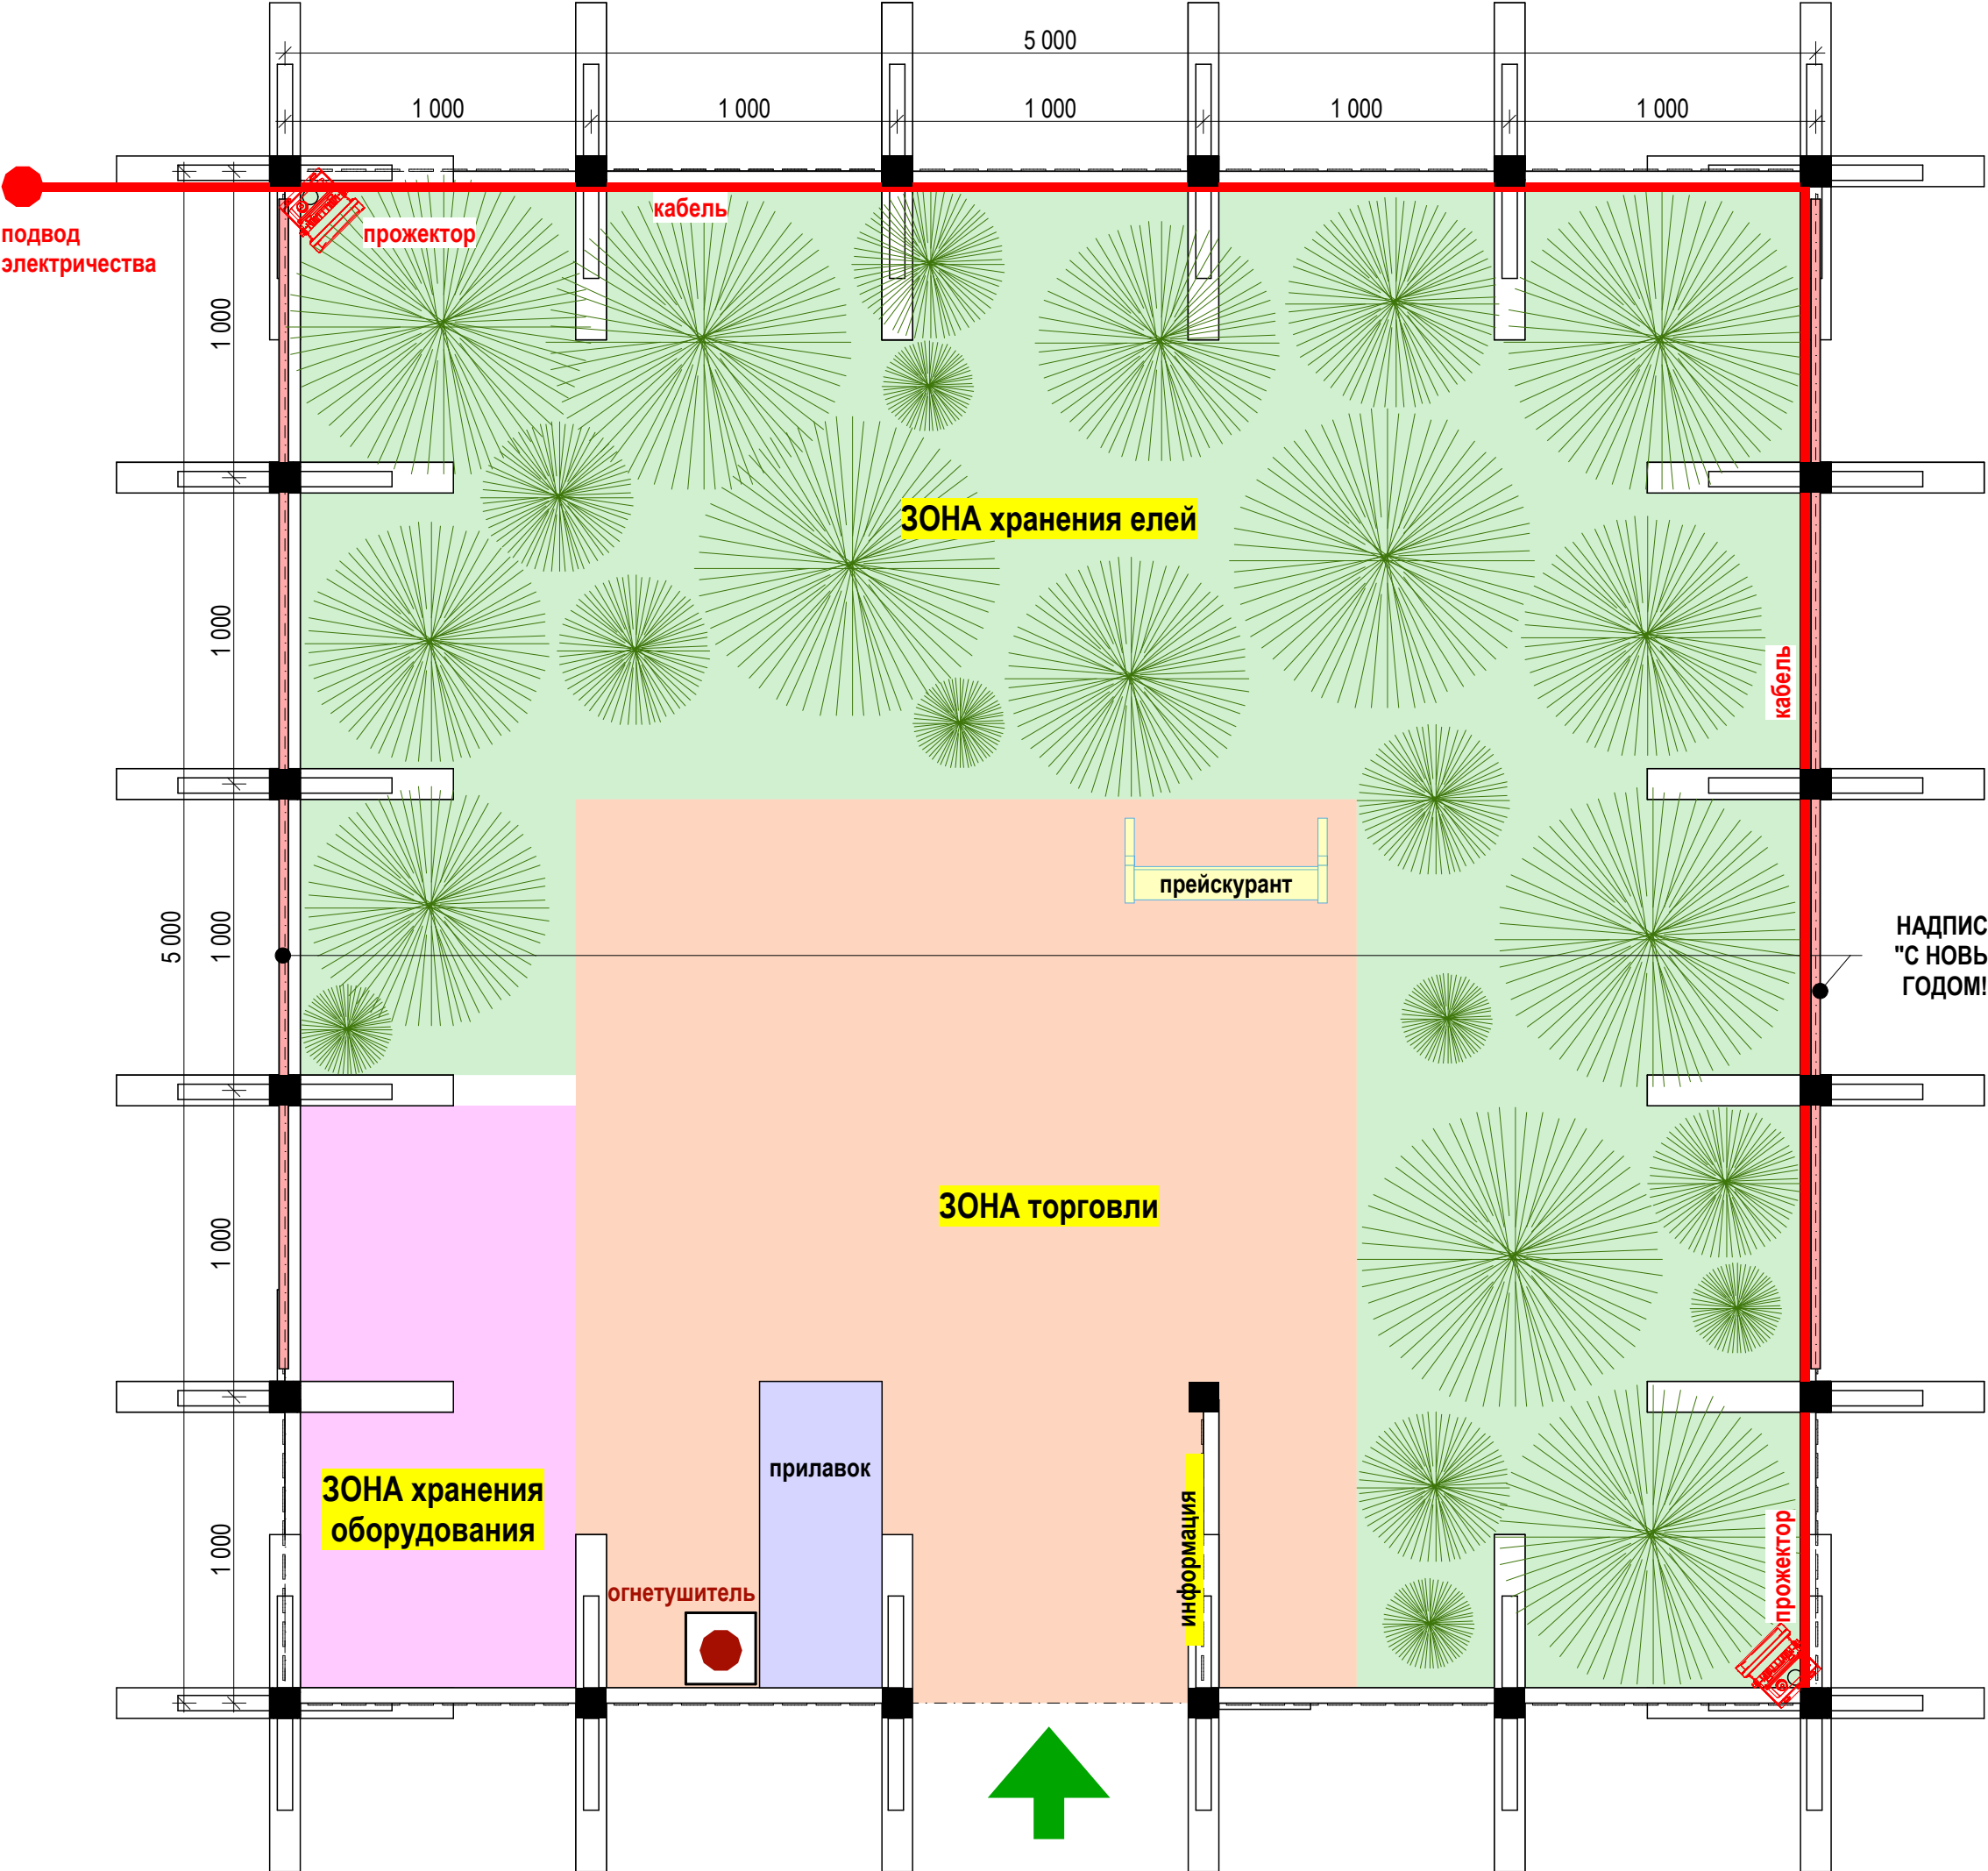 5 000
1 000
1 000
1 000
1 000
1 000
подвод
электричества
прожектор
кабель
1 000
ЗОНА хранения елей
1 000
кабель
прейскурант
5 000
1 000
НАДПИС
"С НОВЬ
ГОДОМ!
ЗОНА торговли
1 000
прилавок
ЗОНА хранения
оборудования
1 000
информация
прожектор
огнетушитель